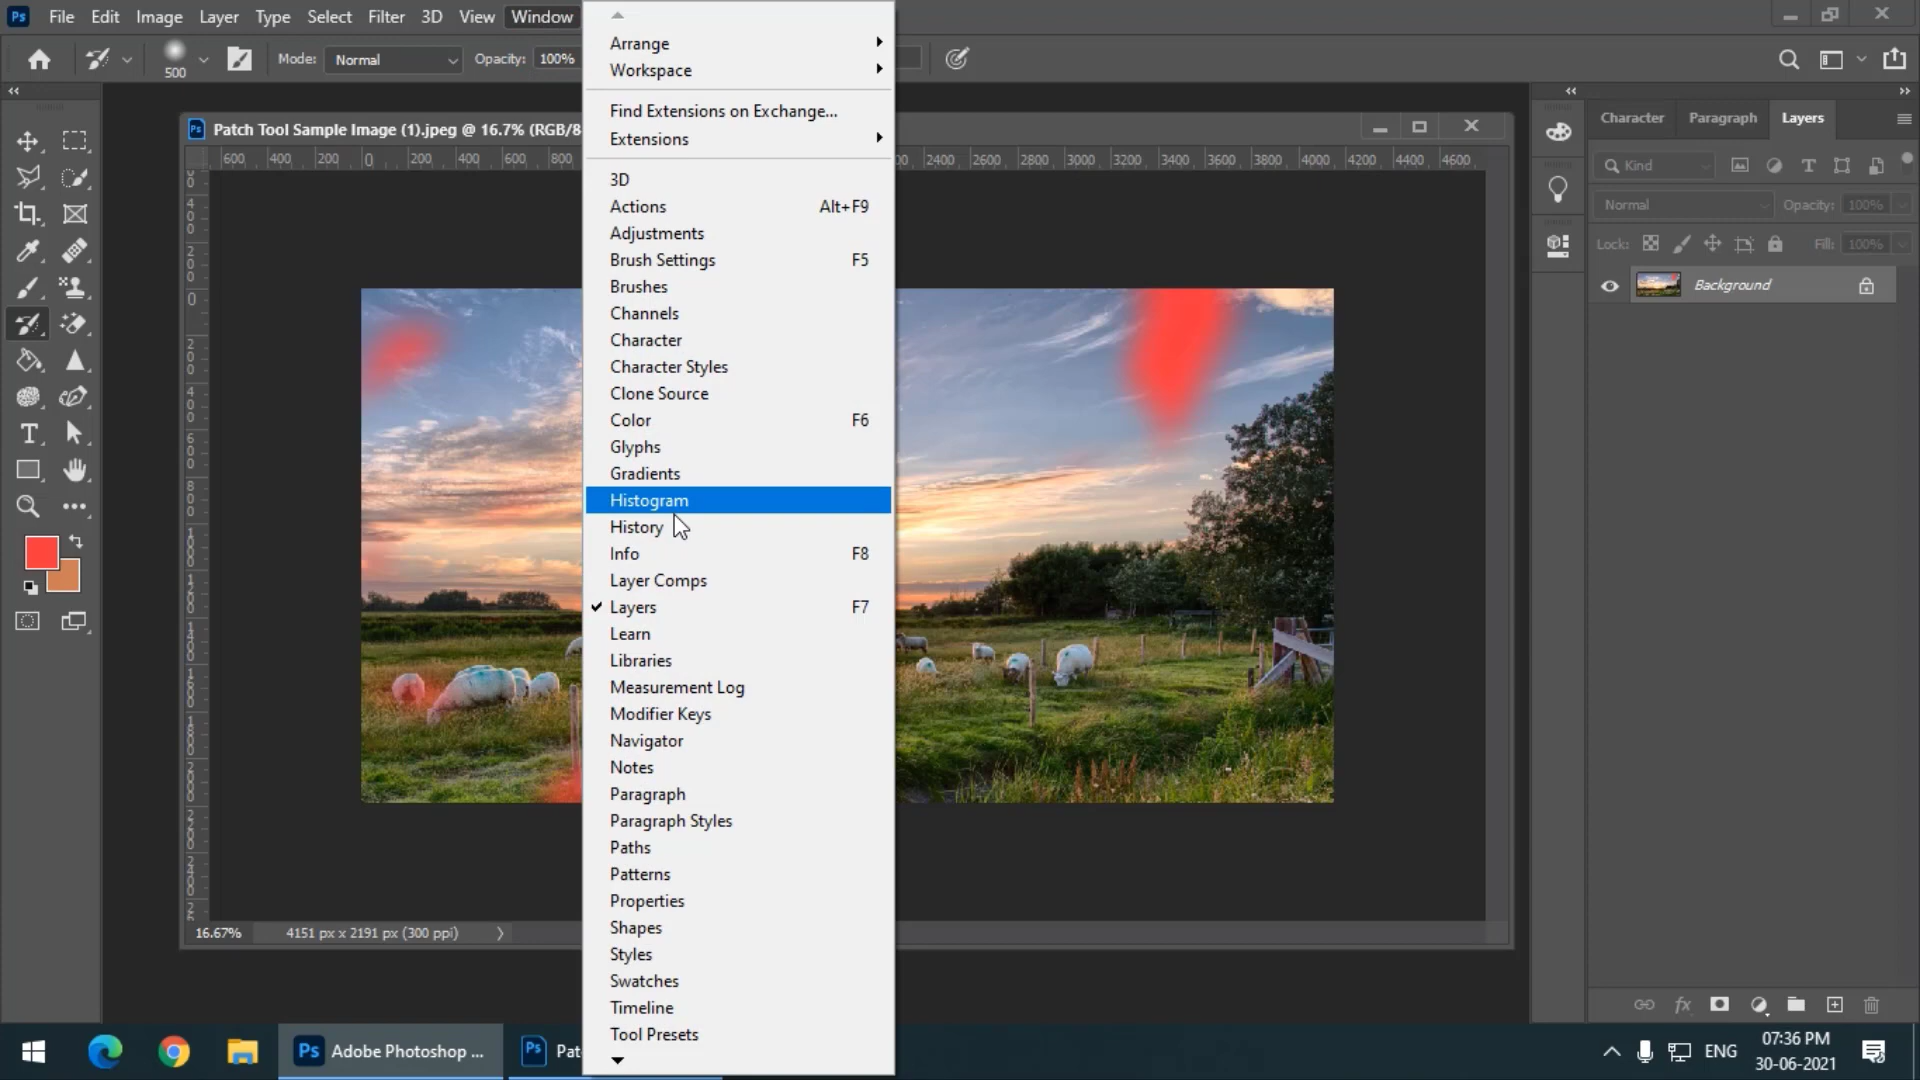 Ps File Edit Image Layer Type Select Filter 3D View Window
500 Mode: Normal Opacity: 100%
Patch Tool Sample Image (1).jpeg @ 16.7% (RGB/8
600 400 200 0 200 400 600 800 2400 2600 2800 3000 3200 3400 3600 3800 4000 4200 4400 4600
Arrange
Workspace
Find Extensions on Exchange...
Extensions
3D
Actions Alt+F9
Adjustments
Brush Settings F5
Brushes
Channels
Character
Character Styles
Clone Source
Color F6
Glyphs
Gradients
Histogram
History
Info F8
Layer Comps
Layers F7
Learn
Libraries
Measurement Log
Modifier Keys
Navigator
Notes
Paragraph
Paragraph Styles
Paths
Patterns
Properties
Shapes
Styles
Swatches
Timeline
Tool Presets
Character Paragraph Layers
Kind
Normal Opacity: 100%
Lock: Fill: 100%
Background
fx
16.67% 4151 px x 2191 px (300 ppi)
Ps Adobe Photoshop ...
Ps Pat
ENG
07:36 PM
30-06-2021